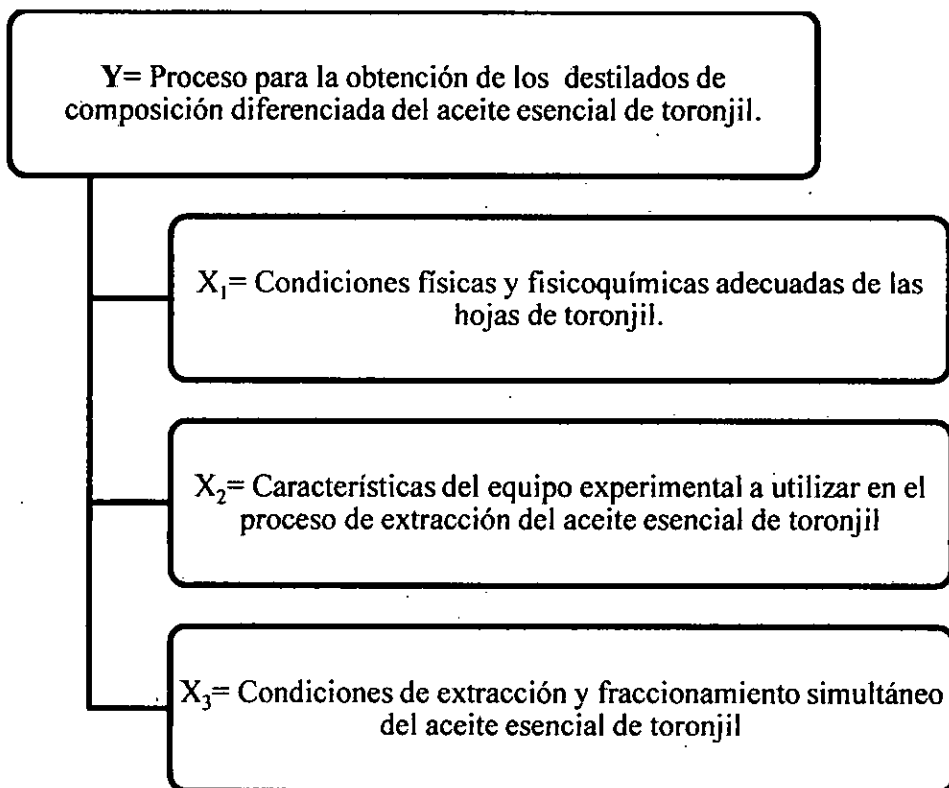 Y= Proceso para la obtención de los destilados de
composición diferenciada del aceite esencial de toronjil.
X₁= Condiciones físicas y fisicoquímicas adecuadas de las
hojas de toronjil.
X₂= Características del equipo experimental a utilizar en el
proceso de extracción del aceite esencial de toronjil
X₃= Condiciones de extracción y fraccionamiento simultáneo
del aceite esencial de toronjil